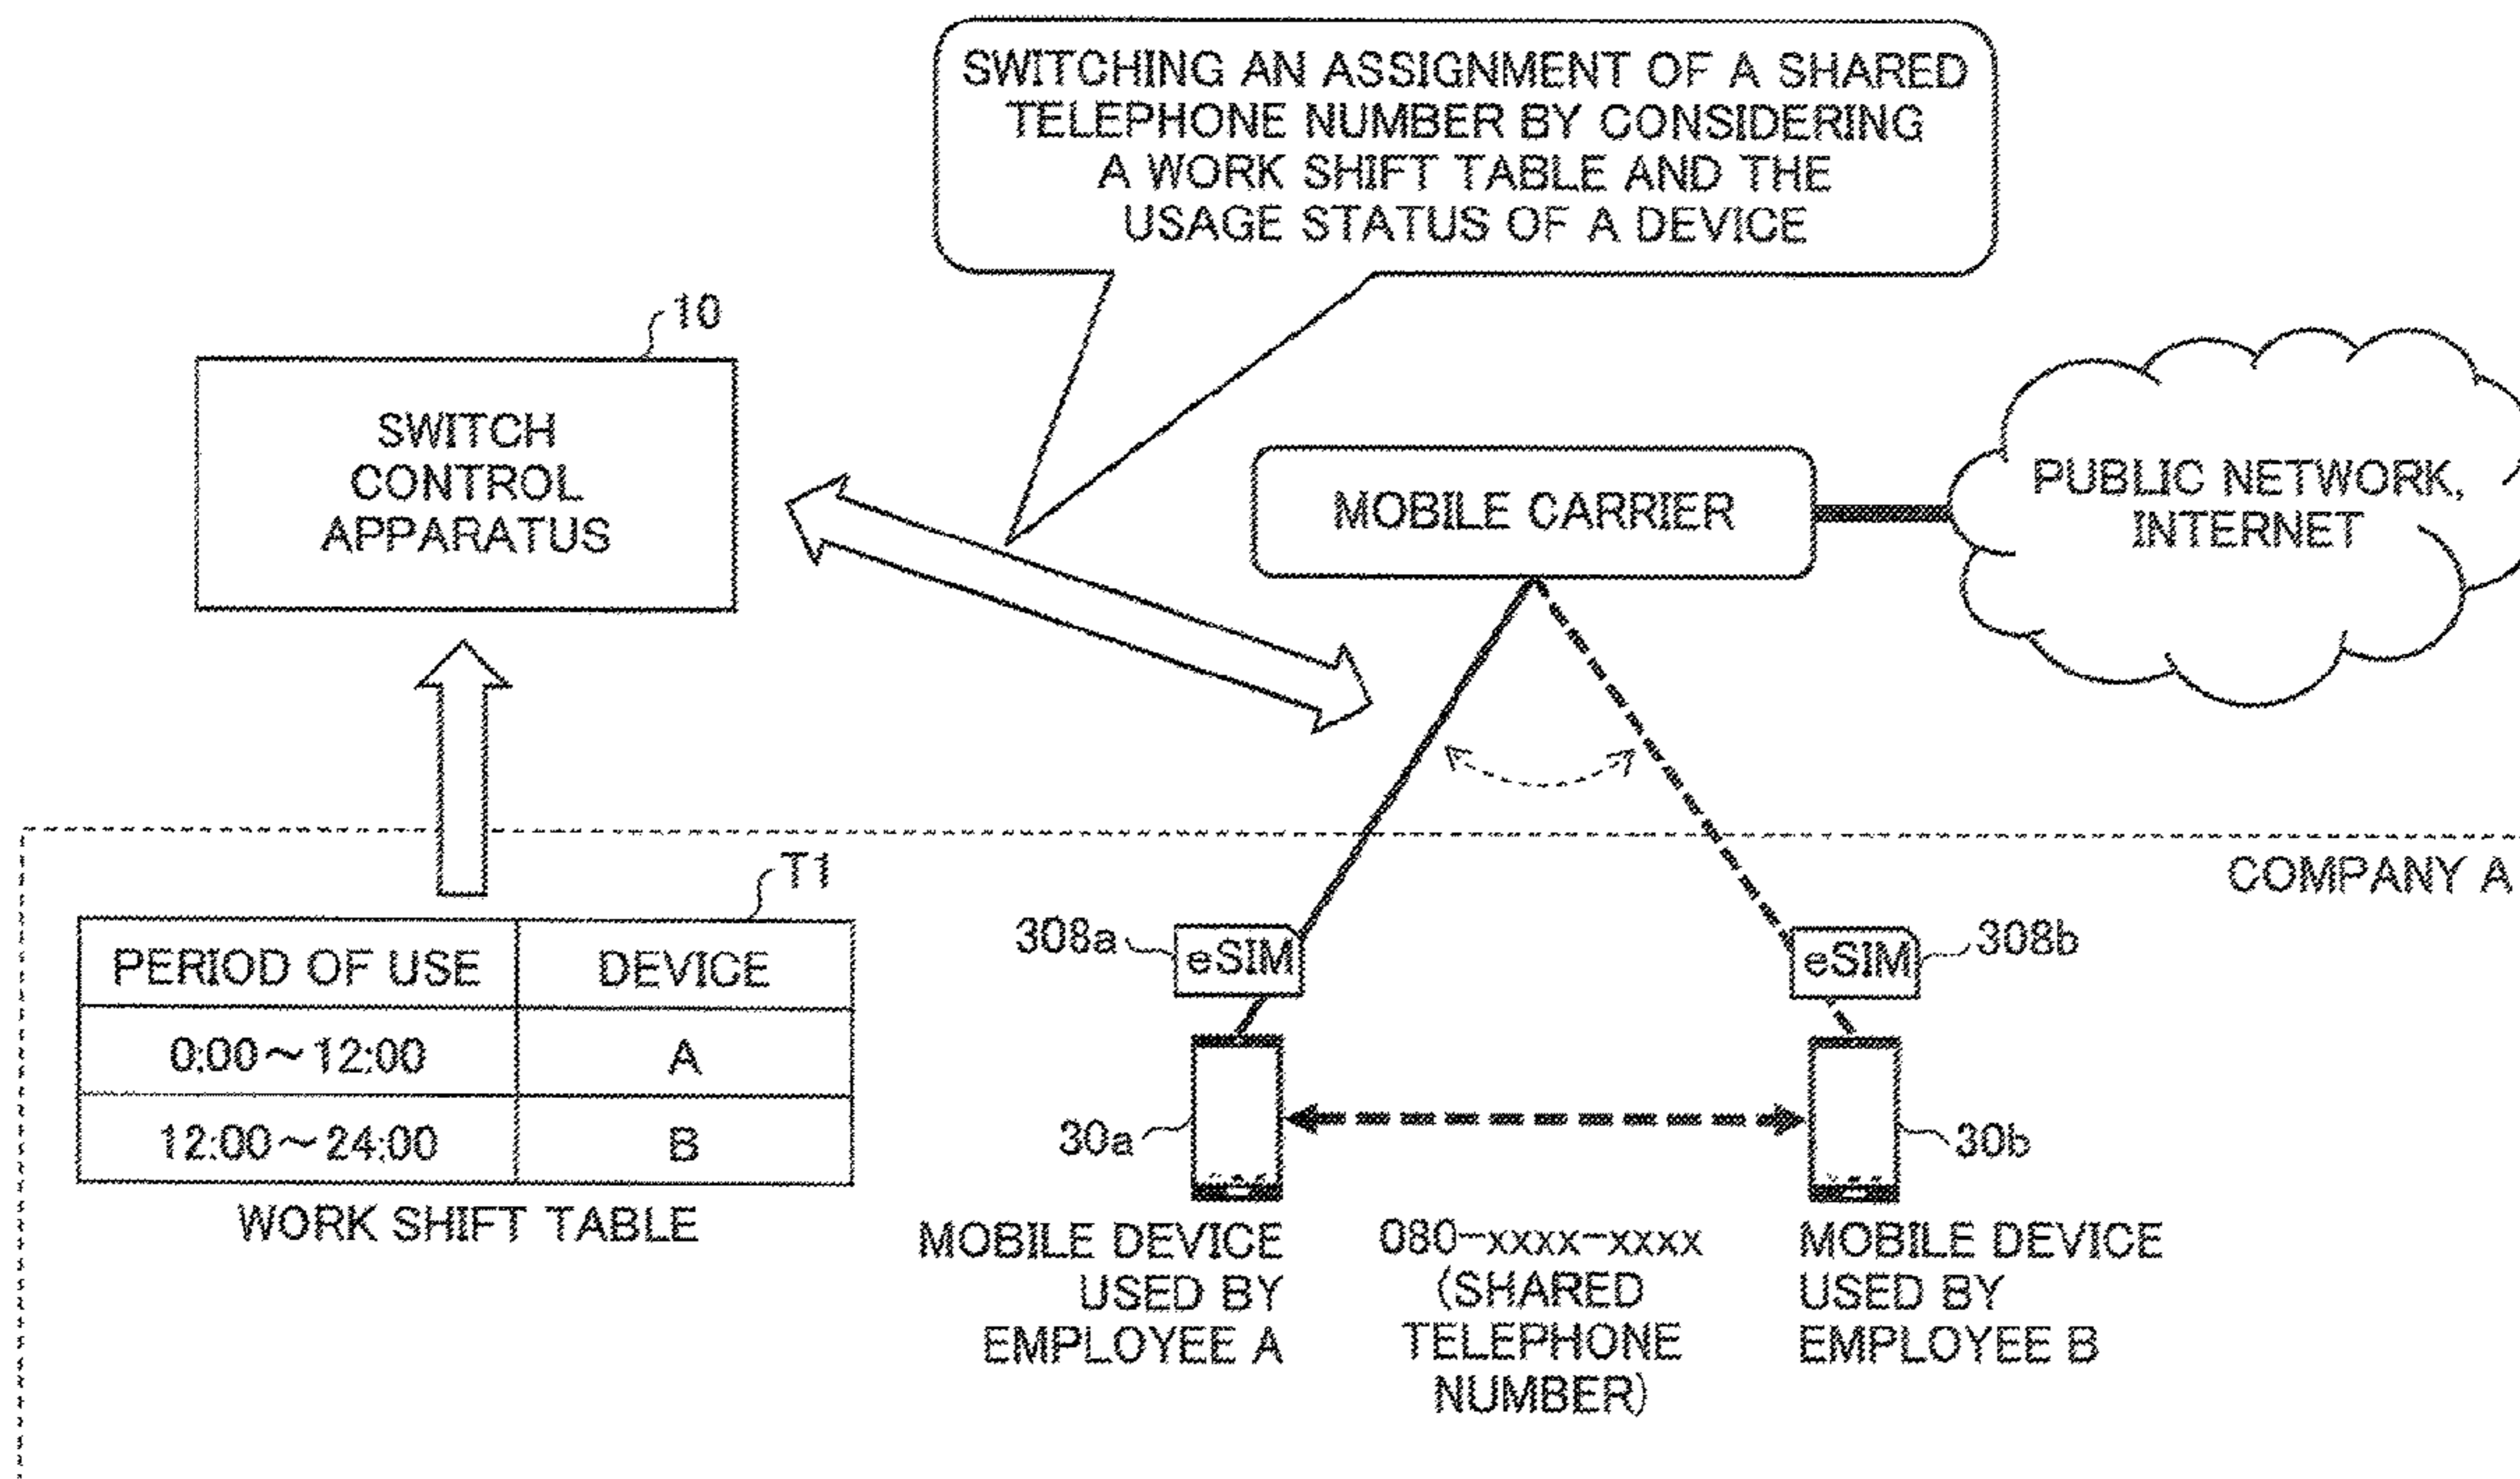 SWITCHING AN ASSIGNMENT OF A SHARED
TELEPHONE NUMBER BY CONSIDERING
A WORK SHIFT TABLE AND THE
USAGE STATUS OF A DEVICE
10
SWITCH
CONTROL
APPARATUS
MOBILE CARRIER
PUBLIC NETWORK,
INTERNET
COMPANY A
T1
PERIOD OF USE DEVICE
0:00~12:00 A
12:00~24:00 B
WORK SHIFT TABLE
308a
eSIM
eSIM
308b
30a
30b
MOBILE DEVICE
USED BY
EMPLOYEE A
080-xxxx-xxxx
(SHARED
TELEPHONE
NUMBER)
MOBILE DEVICE
USED BY
EMPLOYEE B